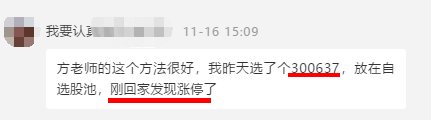 我要认真 11-16 15:09
方老师的这个方法很好，我昨天选了个300637，放在自
选股池，刚回家发现涨停了